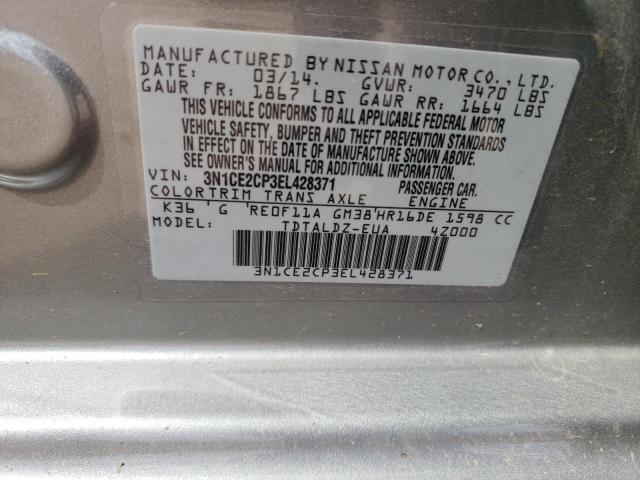 MANUFACTURED BY NISSAN MOTOR CO., LTD.
DATE: 03/14. GVWR: 3470 LBS
GAWR FR: 1867 LBS GAWR RR: 1664 LBS
THIS VEHICLE CONFORMS TO ALL APPLICABLE FEDERAL MOTOR
VEHICLE SAFETY, BUMPER AND THEFT PREVENTION STANDARDS
IN EFFECT ON THE DATE OF MANUFACTURE SHOWN ABOVE.
SEE OWNER'S MANUAL FOR ADDITIONAL INFORMATION.
VIN: 3N1CE2CP3EL428371 PASSENGER CAR.
COLOR TRIM TRANS AXLE ENGINE
K36 'G 'RE0F11A GM38'HR16DE 1598 CC
MODEL: TDTALDZ-EUA 4Z000
3N1CE2CP3EL428371